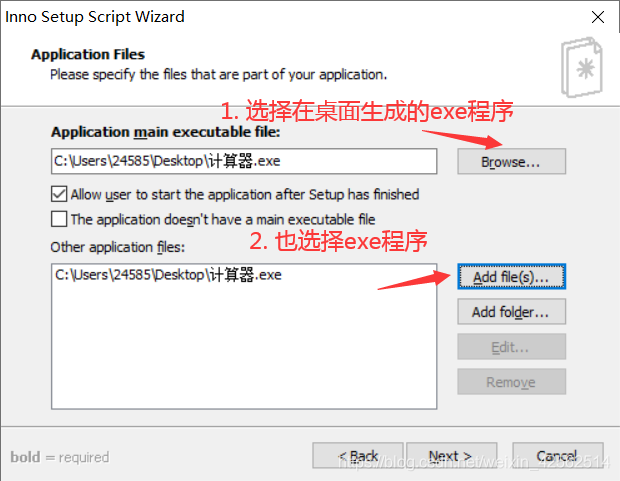 Inno Setup Script Wizard
Application Files
Please specify the files that are part of your application.
1. 选择在桌面生成的exe程序
Application main executable file:
C:\Users\24585\Desktop\计算器.exe
Browse...
Allow user to start the application after Setup has finished
The application doesn't have a main executable file
2. 也选择exe程序
Other application files:
C:\Users\24585\Desktop\计算器.exe
Add file(s)...
Add folder...
Edit...
Remove
bold = required
< Back
Next >
Cancel
https://blog.csdn.net/weixin_42562514